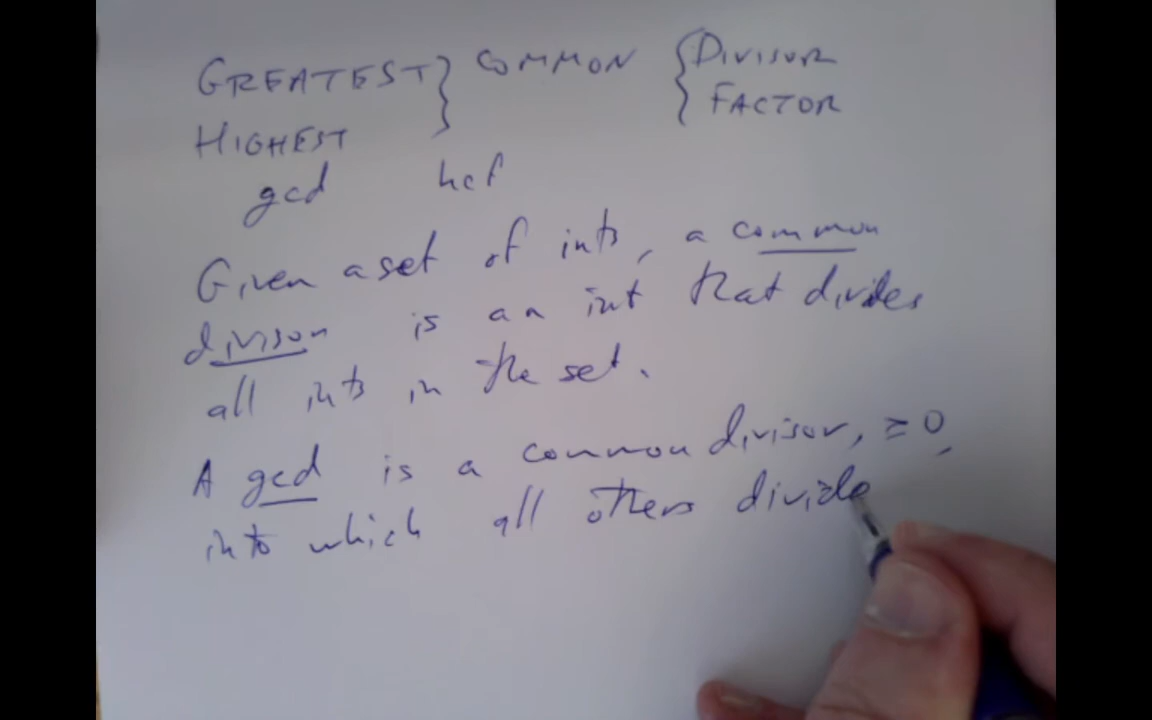 GREATEST } COMMON { DIVISOR
HIGHEST FACTOR
gcd hcf
Given a set of ints, a common
divisor is an int that divides
all ints in the set.
A gcd is a common divisor, ≥ 0,
into which all others divide